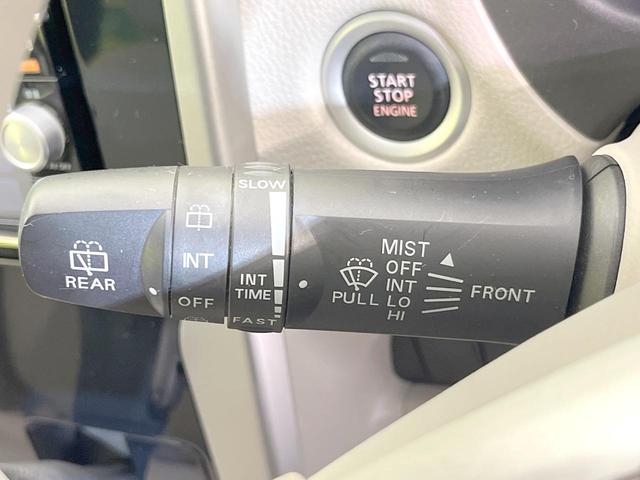 START
STOP
ENGINE
REAR
INT
OFF
SLOW
INT
TIME
FAST
MIST
OFF
INT
LO
HI
PULL
FRONT